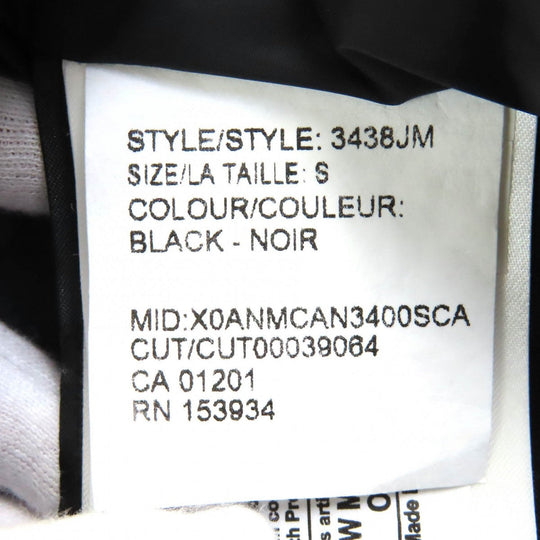 STYLE/STYLE: 3438JM
SIZE/LA TAILLE: S
COLOUR/COULEUR:
BLACK - NOIR
MID:X0ANMCAN3400SCA
CUT/CUT00039064
CA 01201
RN 153934